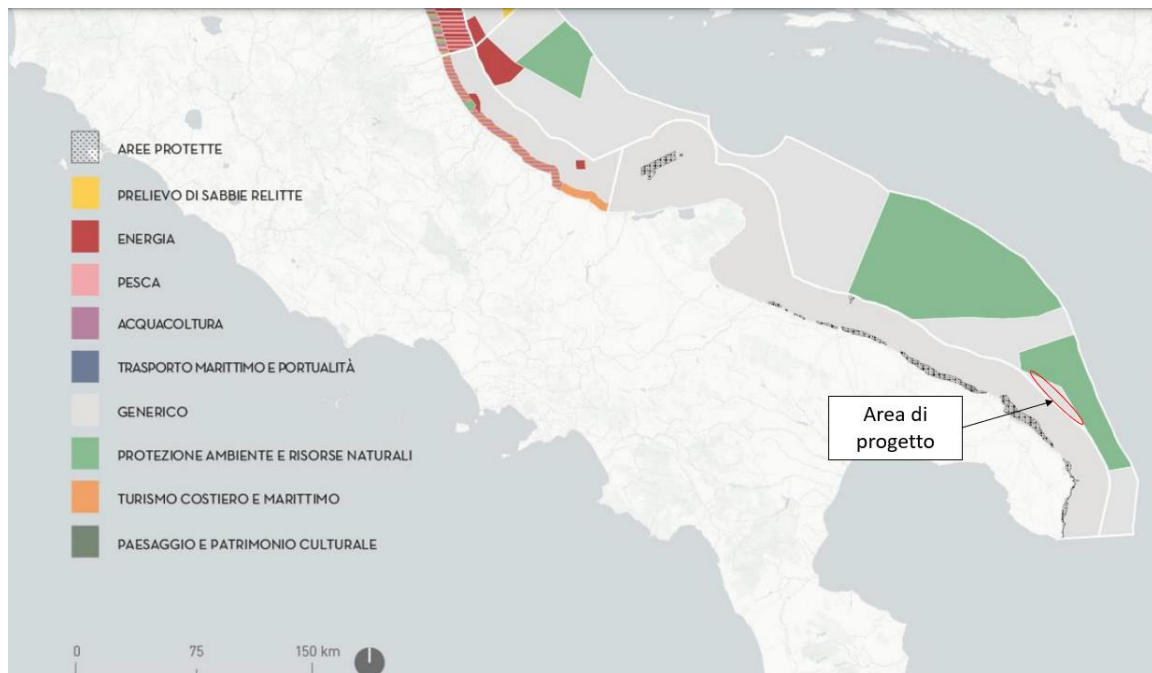 AREE PROTETTE
PRELIEVO DI SABBIE RELITTE
ENERGIA
PESCA
ACQUACOLTURA
TRASPORTO MARITTIMO E PORTUALITÀ
GENERICO
PROTEZIONE AMBIENTE E RISORSE NATURALI
TURISMO COSTIERO E MARITTIMO
PAESAGGIO E PATRIMONIO CULTURALE
Area di
progetto
0 75 150 km